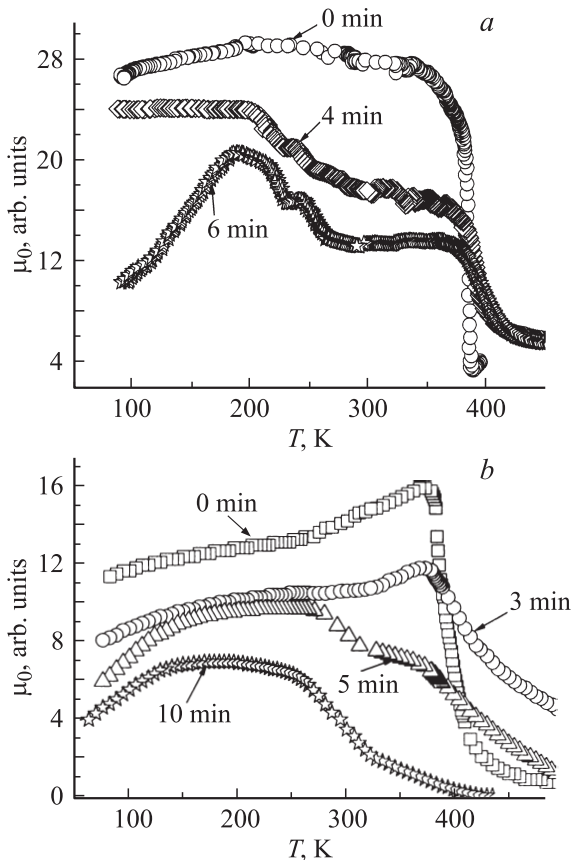 a
0 min
28
4 min
20
6 min
12
4
μ₀, arb. units
100 200 300 400
T, K
b
16
0 min
12
3 min
8
5 min
4
10 min
0
μ₀, arb. units
100 200 300 400
T, K